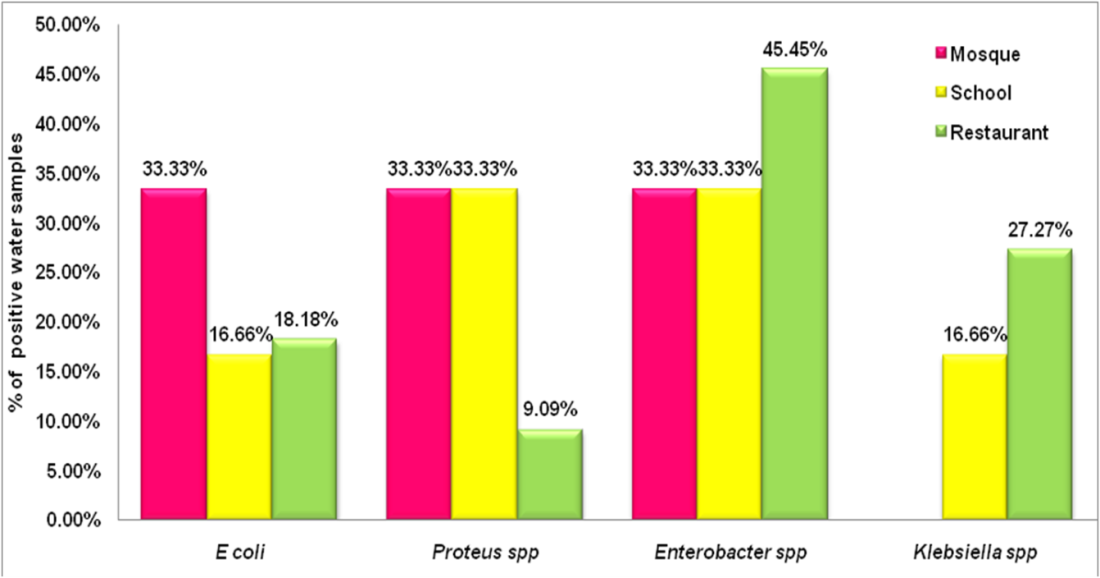 50.00%
45.00%
40.00%
35.00%
30.00%
25.00%
20.00%
15.00%
10.00%
5.00%
0.00%
% of positive water samples
33.33%
16.66%
18.18%
33.33%
33.33%
9.09%
33.33%
33.33%
45.45%
16.66%
27.27%
E coli
Proteus spp
Enterobacter spp
Klebsiella spp
Mosque
School
Restaurant